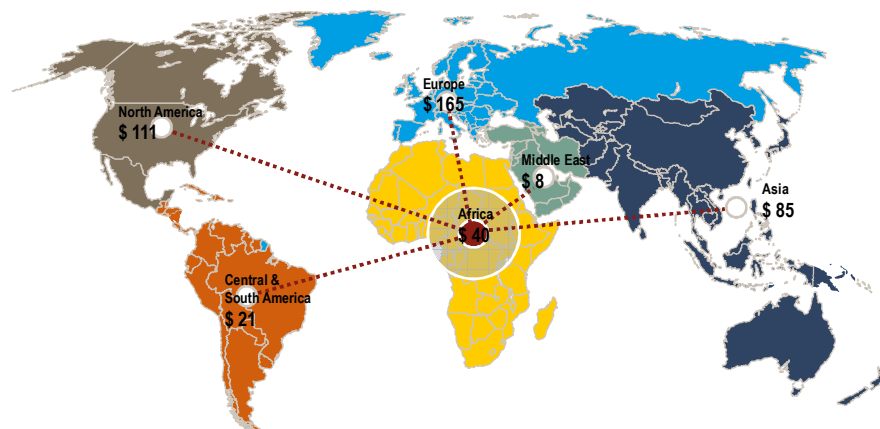 Europe
$ 165
North America
$ 111
Middle East
$ 8
Asia
$ 85
Africa
$ 40
Central &
South America
$ 21